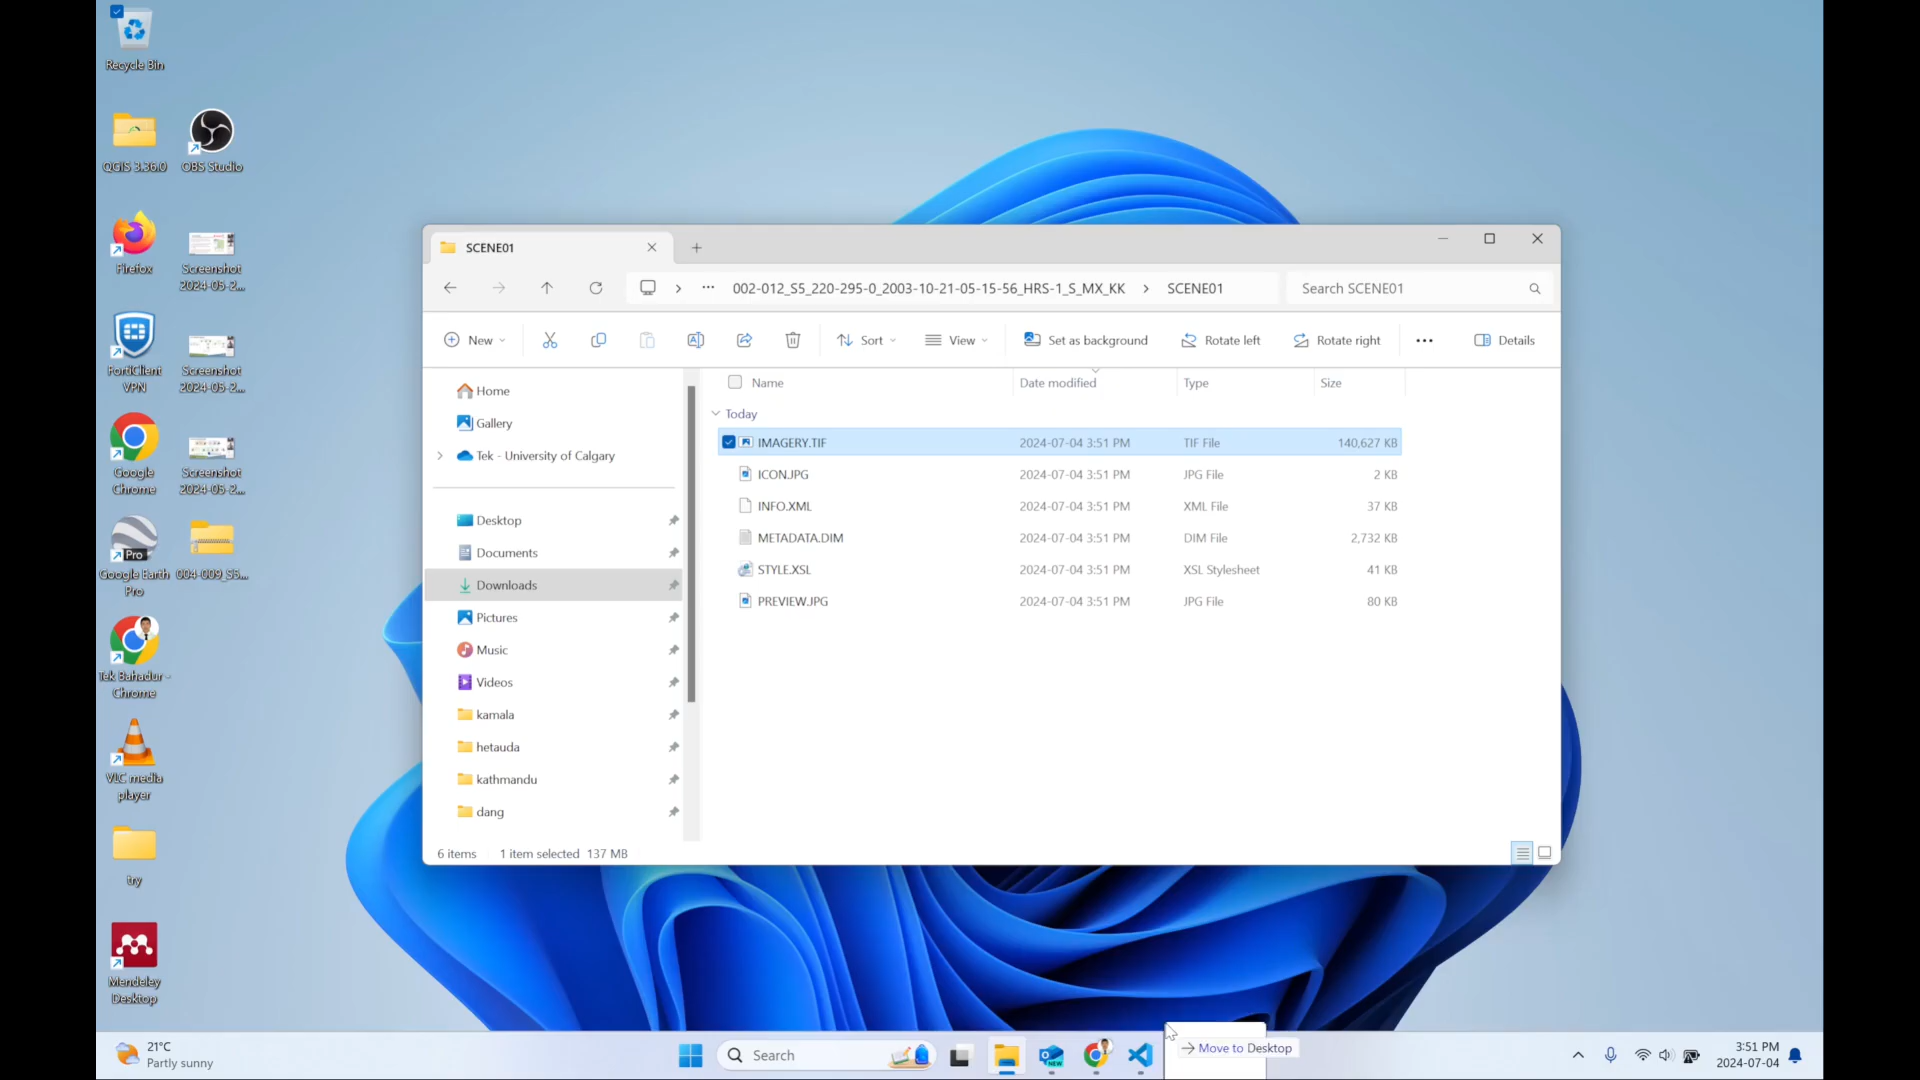 Recycle Bin
QGIS 3.36.0
OBS Studio
Firefox
Screenshot
2024-05-2...
FortiClient
VPN
Screenshot
2024-05-2...
Google
Chrome
Screenshot
2024-05-2...
Pro
Google Earth
Pro
004-009_S5...
Tek Bahadur -
Chrome
VLC media
player
try
Mendeley
Desktop
SCENE01
002-012_S5_220-295-0_2003-10-21-05-15-56_HRS-1_S_MX_KK
SCENE01
Search SCENE01
New
Sort
View
Set as background
Rotate left
Rotate right
Details
Home
Gallery
Tek - University of Calgary
Desktop
Documents
Downloads
Pictures
Music
Videos
kamala
hetauda
kathmandu
dang
Name Date modified Type Size
Today
IMAGERY.TIF 2024-07-04 3:51 PM TIF File 140,627 KB
ICON.JPG 2024-07-04 3:51 PM JPG File 2 KB
INFO.XML 2024-07-04 3:51 PM XML File 37 KB
METADATA.DIM 2024-07-04 3:51 PM DIM File 2,732 KB
STYLE.XSL 2024-07-04 3:51 PM XSL Stylesheet 41 KB
PREVIEW.JPG 2024-07-04 3:51 PM JPG File 80 KB
6 items 1 item selected 137 MB
21°C
Partly sunny
Search
NEW
Move to Desktop
3:51 PM
2024-07-04